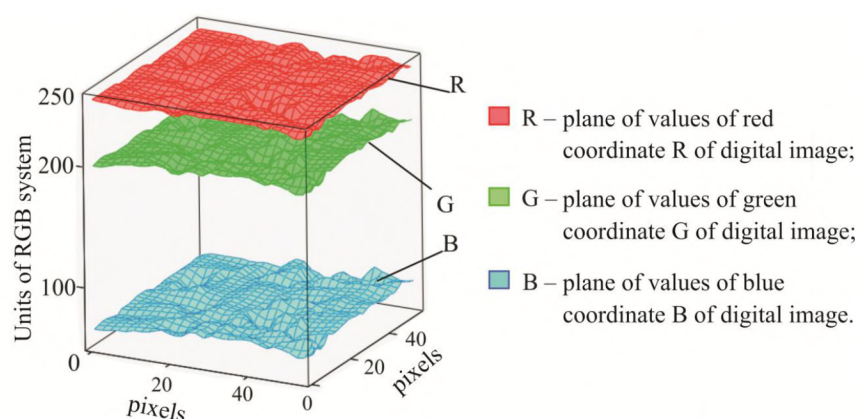 Units of RGB system
250
200
100
0
20
40
pixels
0
20
40
pixels
R
G
B
R – plane of values of red
coordinate R of digital image;
G – plane of values of green
coordinate G of digital image;
B – plane of values of blue
coordinate B of digital image.